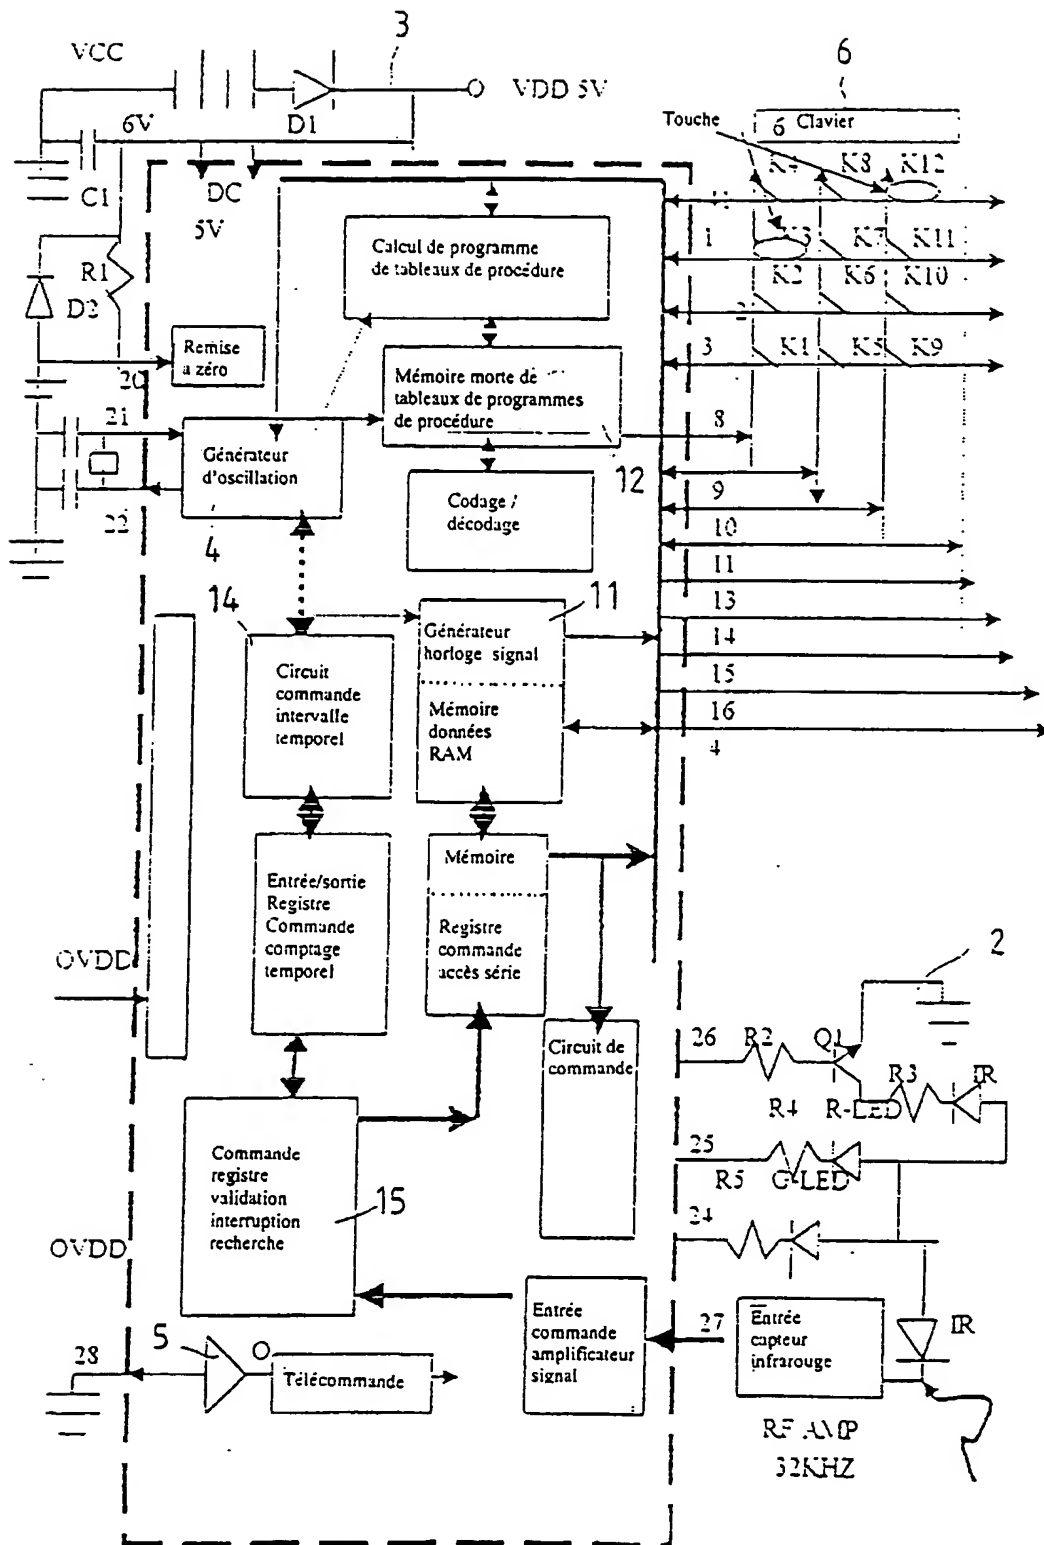 3
VCC
VDD 5V
6
6V
D1
Touche
6 Clavier
C1
DC
5V
K4
K8
K12
1
K3
K7
K11
R1
D2
K2
K6
K10
2
3
K1
K5
K9
Calcul de programme
de tableaux de procédure
Remise
a zéro
20
Mémoire morte de
tableaux de programmes
de procédure
21
8
Générateur
d'oscillation
12
9
Codage /
décodage
22
4
10
11
13
14
15
16
4
14
11
Circuit
commande
intervalle
temporel
Générateur
horloge signal
Mémoire
données
RAM
Entrée/sortie
Registre
Commande
comptage
temporel
Mémoire
Registre
commande
accès série
OVDD
2
26
R2
Q1
R3
IR
Circuit de
commande
R4
R-LED
25
R5
G-LED
24
Commande
registre
validation
interruption
recherche
15
OVDD
Entrée
commande
amplificateur
signal
27
Entrée
capteur
infrarouge
IR
5
28
O
Télécommande
RF AMP
32KHZ